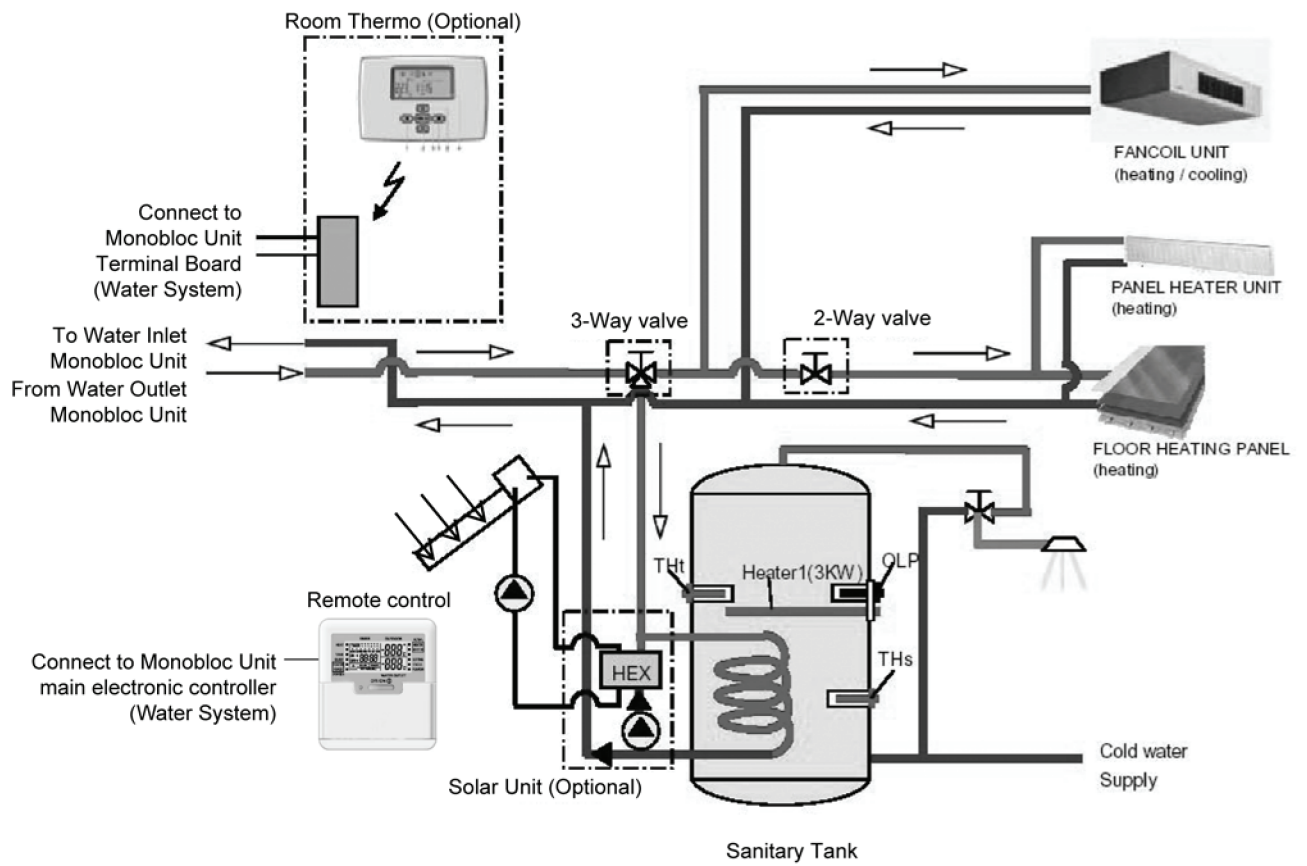 Room Thermo (Optional)
Connect to
Monobloc Unit
Terminal Board
(Water System)
FANCOIL UNIT
(heating / cooling)
PANEL HEATER UNIT
(heating)
3-Way valve
2-Way valve
To Water Inlet
Monobloc Unit
From Water Outlet
Monobloc Unit
FLOOR HEATING PANEL
(heating)
THt
Heater1(3KW)
OLP
Remote control
Connect to Monobloc Unit
main electronic controller
(Water System)
HEX
THs
Solar Unit (Optional)
Cold water
Supply
Sanitary Tank